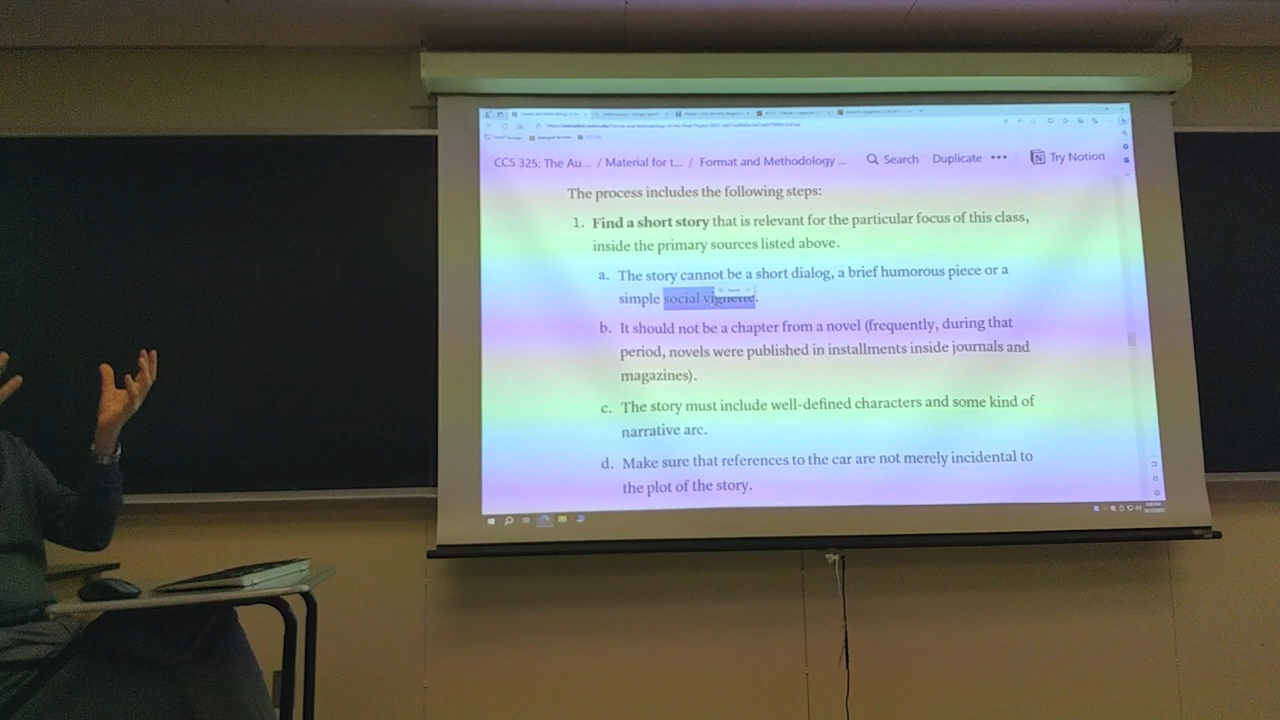 CCS 325: The Au... / Material for t... / Format and Methodology ... Search Duplicate ••• Try Notion
The process includes the following steps:
1. Find a short story that is relevant for the particular focus of this class,
inside the primary sources listed above.
a. The story cannot be a short dialog, a brief humorous piece or a
simple social vignette.
b. It should not be a chapter from a novel (frequently, during that
period, novels were published in installments inside journals and
magazines).
c. The story must include well-defined characters and some kind of
narrative arc.
d. Make sure that references to the car are not merely incidental to
the plot of the story.